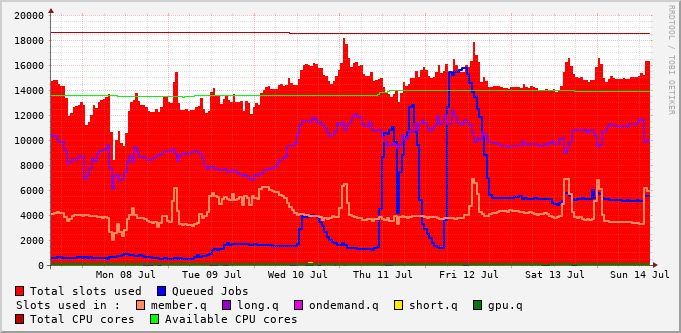 20000
18000
16000
14000
12000
10000
8000
6000
4000
2000
0
Mon 08 Jul Tue 09 Jul Wed 10 Jul Thu 11 Jul Fri 12 Jul Sat 13 Jul Sun 14 Jul
RRDTOOL / TOBI OETIKER
Total slots used Queued Jobs
Slots used in : member.q long.q ondemand.q short.q gpu.q
Total CPU cores Available CPU cores